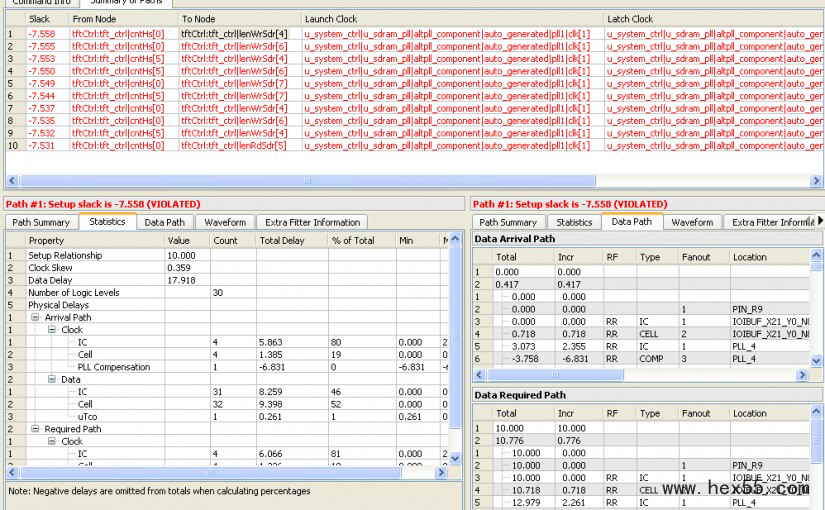 Command Info Summary of Paths
Slack From Node To Node Launch Clock Latch Clock
1 -7.558 tftCtrl:tft_ctrl|cntHs[0] tftCtrl:tft_ctrl|lenWrSdr[4] u_system_ctrl|u_sdram_pll|altpll_component|auto_generated|pll1|clk[1] u_system_ctrl|u_sdram_pll|altpll_component|auto_ger
2 -7.555 tftCtrl:tft_ctrl|cntHs[0] tftCtrl:tft_ctrl|lenWrSdr[6] u_system_ctrl|u_sdram_pll|altpll_component|auto_generated|pll1|clk[1] u_system_ctrl|u_sdram_pll|altpll_component|auto_ger
3 -7.553 tftCtrl:tft_ctrl|cntHs[5] tftCtrl:tft_ctrl|lenWrSdr[4] u_system_ctrl|u_sdram_pll|altpll_component|auto_generated|pll1|clk[1] u_system_ctrl|u_sdram_pll|altpll_component|auto_ger
4 -7.550 tftCtrl:tft_ctrl|cntHs[5] tftCtrl:tft_ctrl|lenWrSdr[6] u_system_ctrl|u_sdram_pll|altpll_component|auto_generated|pll1|clk[1] u_system_ctrl|u_sdram_pll|altpll_component|auto_ger
5 -7.549 tftCtrl:tft_ctrl|cntHs[0] tftCtrl:tft_ctrl|lenWrSdr[7] u_system_ctrl|u_sdram_pll|altpll_component|auto_generated|pll1|clk[1] u_system_ctrl|u_sdram_pll|altpll_component|auto_ger
6 -7.544 tftCtrl:tft_ctrl|cntHs[5] tftCtrl:tft_ctrl|lenWrSdr[7] u_system_ctrl|u_sdram_pll|altpll_component|auto_generated|pll1|clk[1] u_system_ctrl|u_sdram_pll|altpll_component|auto_ger
7 -7.537 tftCtrl:tft_ctrl|cntHs[0] tftCtrl:tft_ctrl|lenWrSdr[4] u_system_ctrl|u_sdram_pll|altpll_component|auto_generated|pll1|clk[1] u_system_ctrl|u_sdram_pll|altpll_component|auto_ger
8 -7.535 tftCtrl:tft_ctrl|cntHs[0] tftCtrl:tft_ctrl|lenWrSdr[6] u_system_ctrl|u_sdram_pll|altpll_component|auto_generated|pll1|clk[1] u_system_ctrl|u_sdram_pll|altpll_component|auto_ger
9 -7.532 tftCtrl:tft_ctrl|cntHs[5] tftCtrl:tft_ctrl|lenWrSdr[4] u_system_ctrl|u_sdram_pll|altpll_component|auto_generated|pll1|clk[1] u_system_ctrl|u_sdram_pll|altpll_component|auto_ger
10 -7.531 tftCtrl:tft_ctrl|cntHs[0] tftCtrl:tft_ctrl|lenRdSdr[5] u_system_ctrl|u_sdram_pll|altpll_component|auto_generated|pll1|clk[1] u_system_ctrl|u_sdram_pll|altpll_component|auto_ger
Path #1: Setup slack is -7.558 (VIOLATED)
Path Summary Statistics Data Path Waveform Extra Fitter Information
Property Value Count Total Delay % of Total Min
1 Setup Relationship 10.000
2 Clock Skew 0.359
3 Data Delay 17.918
4 Number of Logic Levels 30
5 Physical Delays
1 Arrival Path
1 Clock
1 IC 4 5.863 80 0.000 2
2 Cell 4 1.385 19 0.000
3 PLL Compensation 1 -6.831 0 -6.831
2 Data
1 IC 31 8.259 46 0.000
2 Cell 32 9.398 52 0.000
3 uTco 1 0.261 1 0.261
2 Required Path
1 Clock
1 IC 4 6.066 81 0.000 2
Note: Negative delays are omitted from totals when calculating percentages
Path #1: Setup slack is -7.558 (VIOLATED)
Path Summary Statistics Data Path Waveform Extra Fitter
Data Arrival Path
Total Incr RF Type Fanout Location
1 0.000 0.000
2 0.417 0.417
1 0.000 0.000
2 0.000 0.000 1 PIN_R9
3 0.000 0.000 RR IC 1 IOIBUF_X21_Y0_N
4 0.718 0.718 RR CELL 2 IOIBUF_X21_Y0_N
5 3.073 2.355 RR IC 1 PLL_4
6 -3.758 -6.831 RR COMP 3 PLL_4
Data Required Path
Total Incr RF Type Fanout Location
1 10.000 10.000
2 10.776 0.776
1 10.000 0.000
2 10.000 0.000 1 PIN_R9
3 10.000 0.000 RR IC 1 IOIBUF_X21_Y0_N
4 10.718 0.718 RR CELL 2
5 12.979 2.261 RR IC 1 PLL_4
www.hex55.com